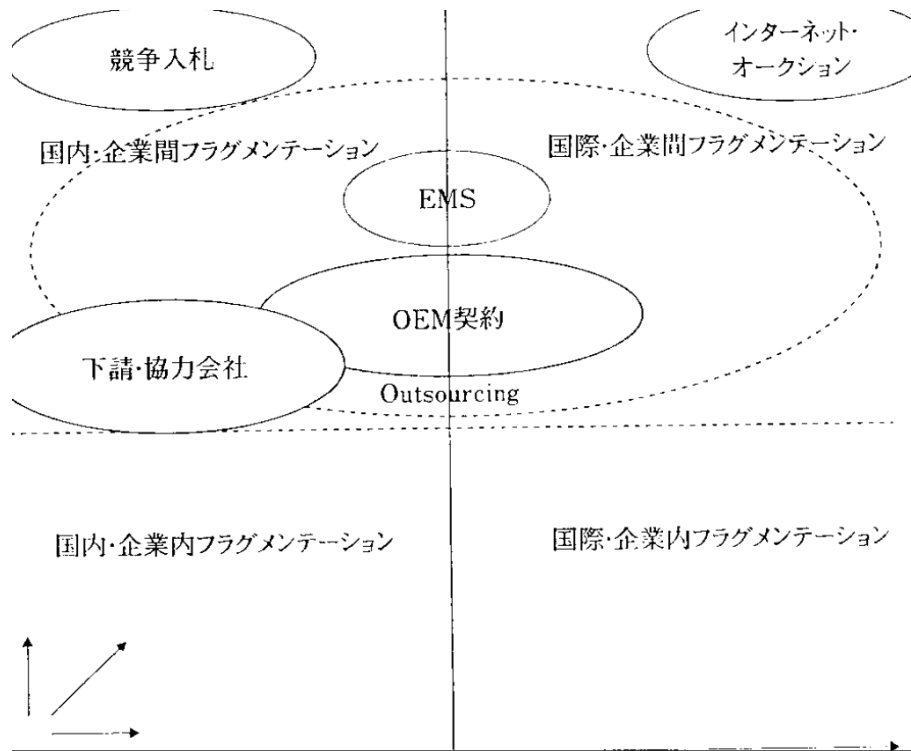 競争入札
インターネット・
オークション
国内・企業間フラグメンテーション
国際・企業間フラグメンテーション
EMS
OEM契約
下請・協力会社
Outsourcing
国内・企業内フラグメンテーション
国際・企業内フラグメンテーション